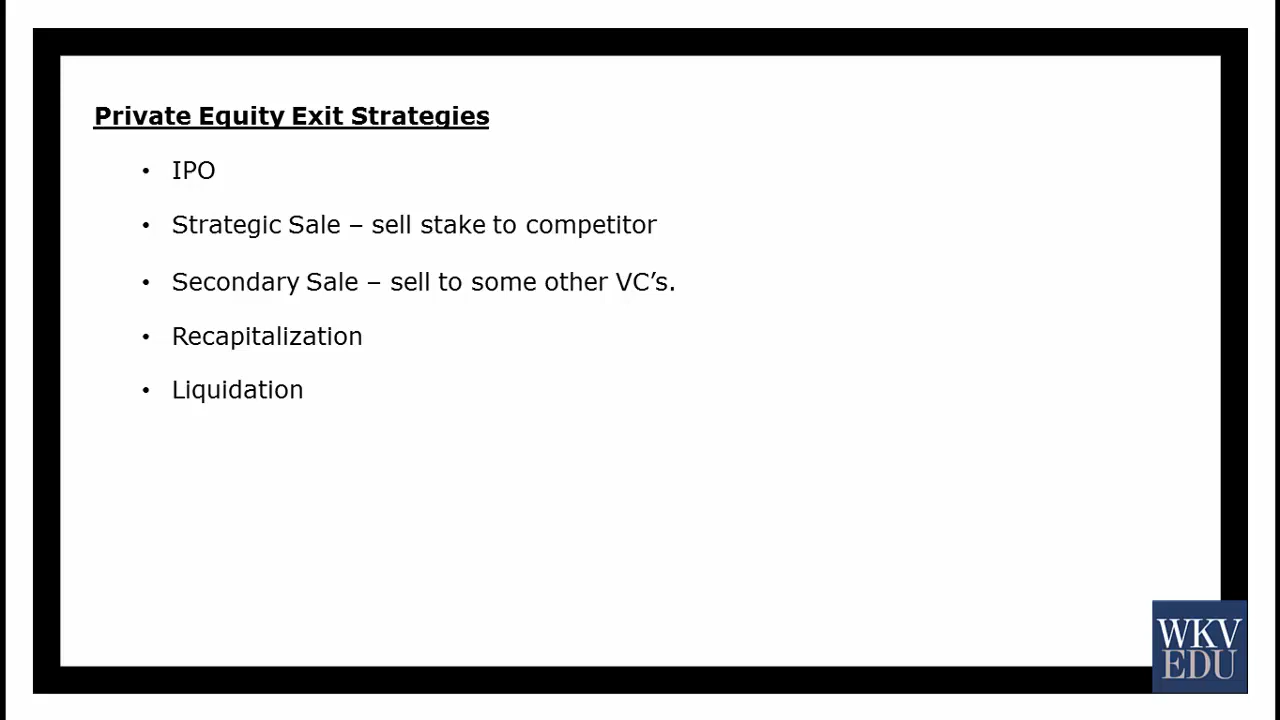 Private Equity Exit Strategies
• IPO
• Strategic Sale – sell stake to competitor
• Secondary Sale – sell to some other VC’s.
• Recapitalization
• Liquidation
WKV
EDU